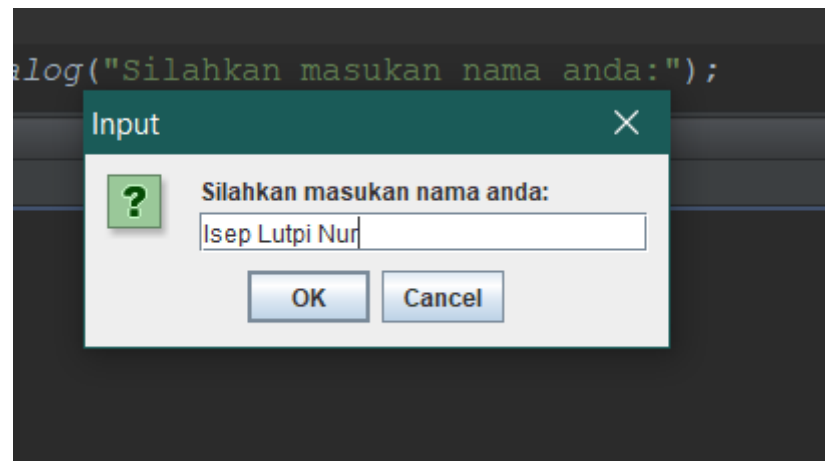 alog("Silahkan masukan nama anda:");
Input
?
Silahkan masukan nama anda:
Isep Lutpi Nur
OK
Cancel